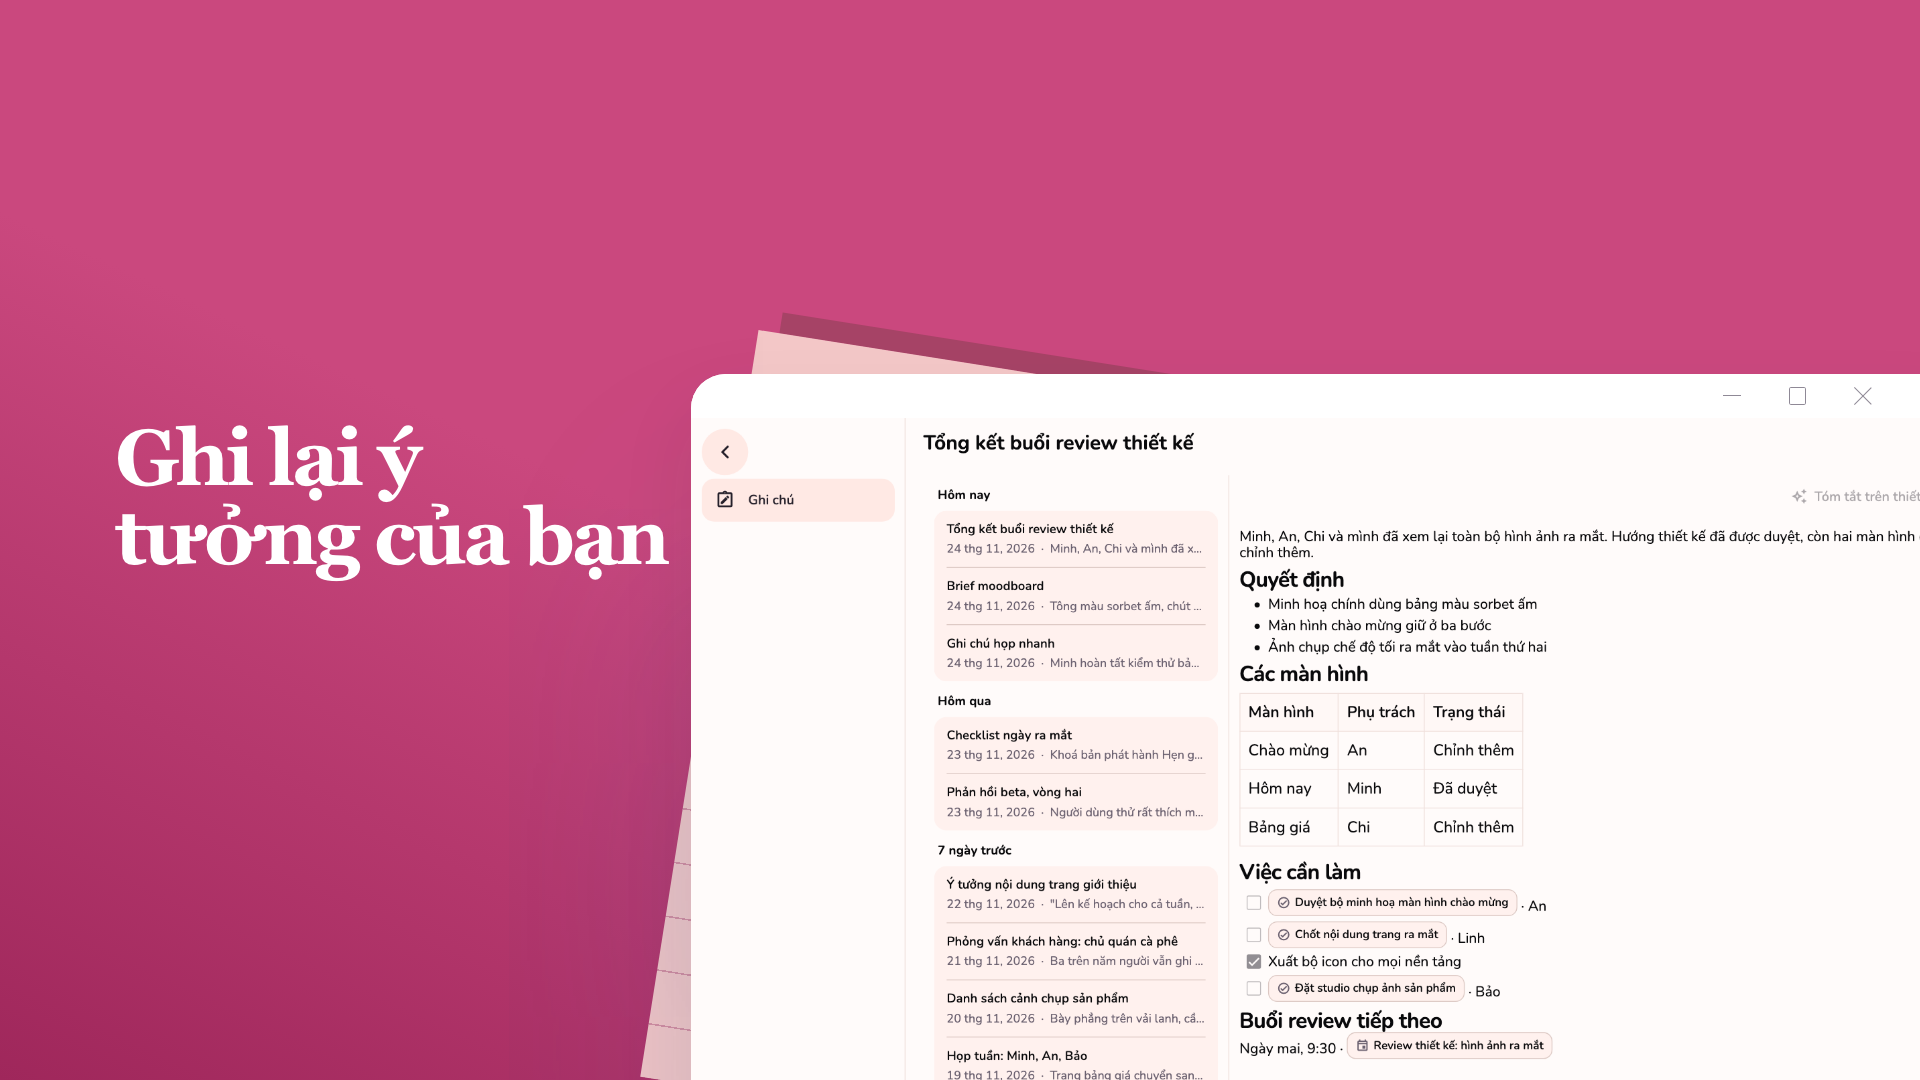 Ghi lại ý
tưởng của bạn
Ghi chú
Tổng kết buổi review thiết kế
Hôm nay
Tổng kết buổi review thiết kế
24 thg 11, 2026 · Minh, An, Chi và mình đã x...
Brief moodboard
24 thg 11, 2026 · Tông màu sorbet ấm, chút ...
Ghi chú họp nhanh
24 thg 11, 2026 · Minh hoàn tất kiểm thử bả...
Hôm qua
Checklist ngày ra mắt
23 thg 11, 2026 · Khoá bản phát hành Hẹn g...
Phản hồi beta, vòng hai
23 thg 11, 2026 · Người dùng thử rất thích m...
7 ngày trước
Ý tưởng nội dung trang giới thiệu
22 thg 11, 2026 · "Lên kế hoạch cho cả tuần, ...
Phỏng vấn khách hàng: chủ quán cà phê
21 thg 11, 2026 · Ba trên năm người vẫn ghi ...
Danh sách cảnh chụp sản phẩm
20 thg 11, 2026 · Bày phẳng trên vải lanh, cầ...
Họp tuần: Minh, An, Bảo
19 thg 11, 2026 · Trang bảng giá chuyển san...
Tóm tắt trên thiết
Minh, An, Chi và mình đã xem lại toàn bộ hình ảnh ra mắt. Hướng thiết kế đã được duyệt, còn hai màn hình
chỉnh thêm.
Quyết định
• Minh hoạ chính dùng bảng màu sorbet ấm
• Màn hình chào mừng giữ ở ba bước
• Ảnh chụp chế độ tối ra mắt vào tuần thứ hai
Các màn hình
Màn hình Phụ trách Trạng thái
Chào mừng An Chỉnh thêm
Hôm nay Minh Đã duyệt
Bảng giá Chi Chỉnh thêm
Việc cần làm
Duyệt bộ minh hoạ màn hình chào mừng · An
Chốt nội dung trang ra mắt · Linh
Xuất bộ icon cho mọi nền tảng
Đặt studio chụp ảnh sản phẩm · Bảo
Buổi review tiếp theo
Ngày mai, 9:30 · Review thiết kế: hình ảnh ra mắt